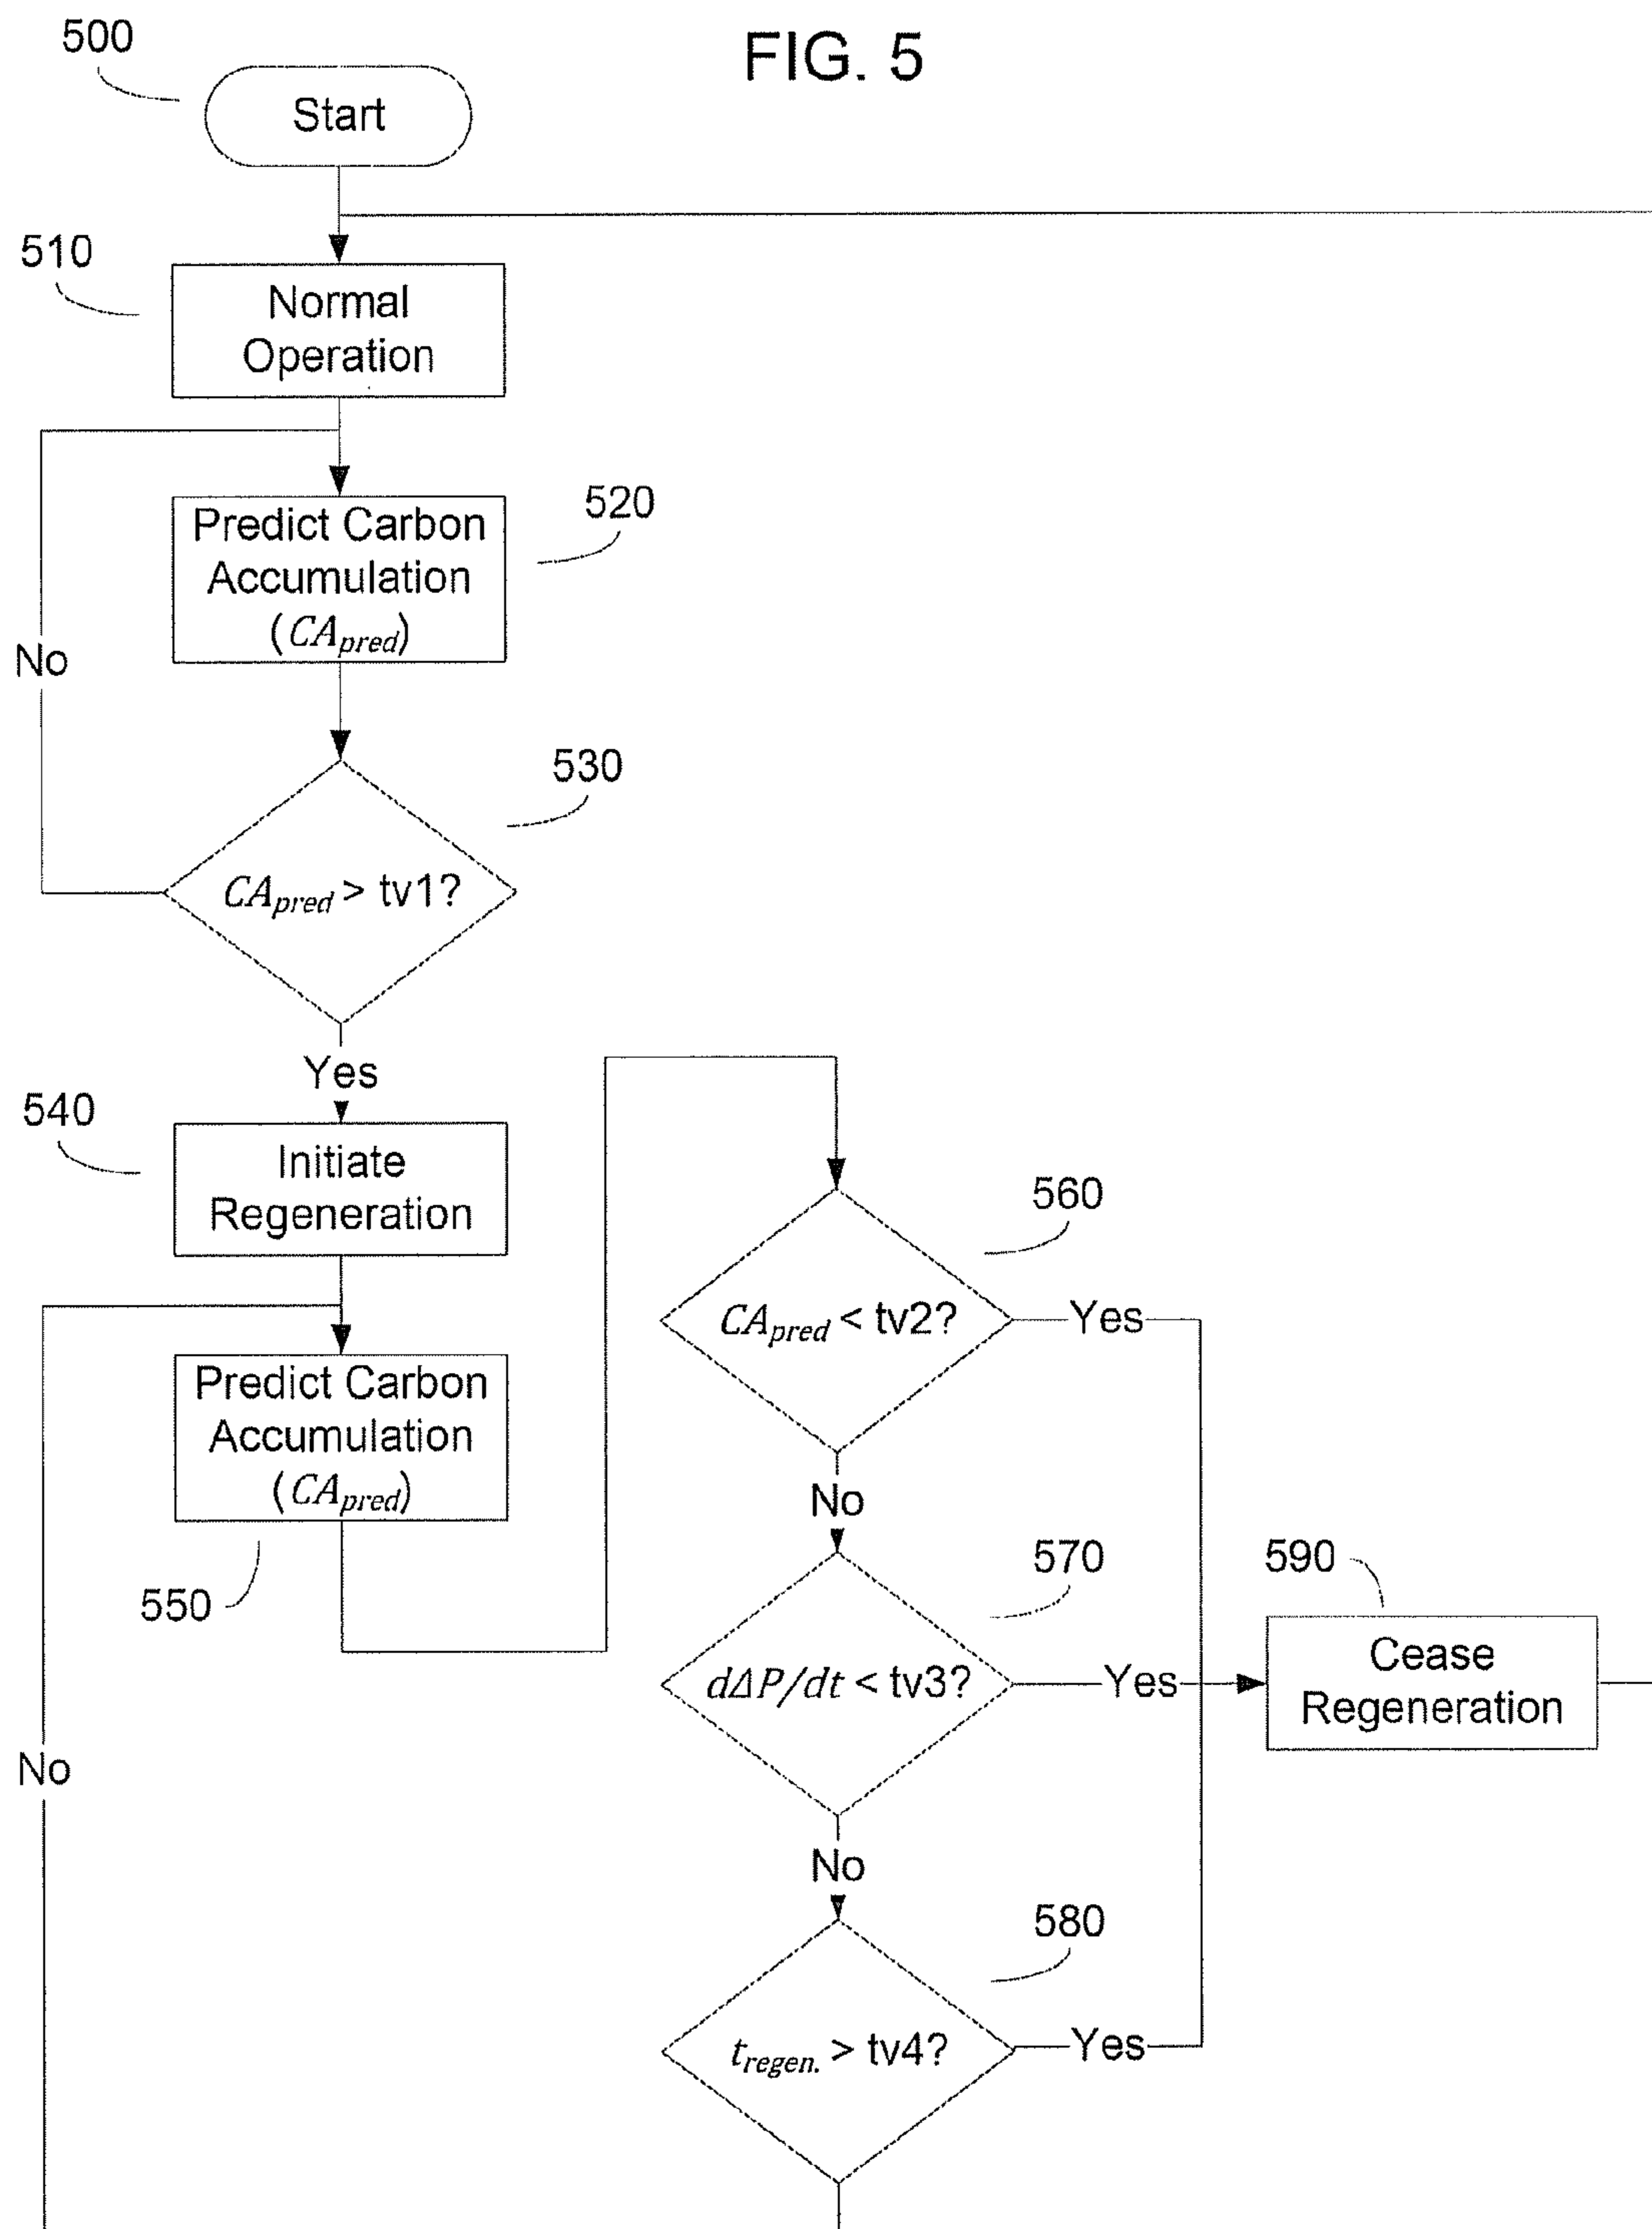 FIG. 5
500
Start
510
Normal
Operation
520
Predict Carbon
Accumulation
(CApred)
530
No
CApred > tv1?
Yes
540
Initiate
Regeneration
550
Predict Carbon
Accumulation
(CApred)
560
CApred < tv2?
Yes
No
570
dΔP/dt < tv3?
Yes
590
Cease
Regeneration
No
580
tregen. > tv4?
Yes
No